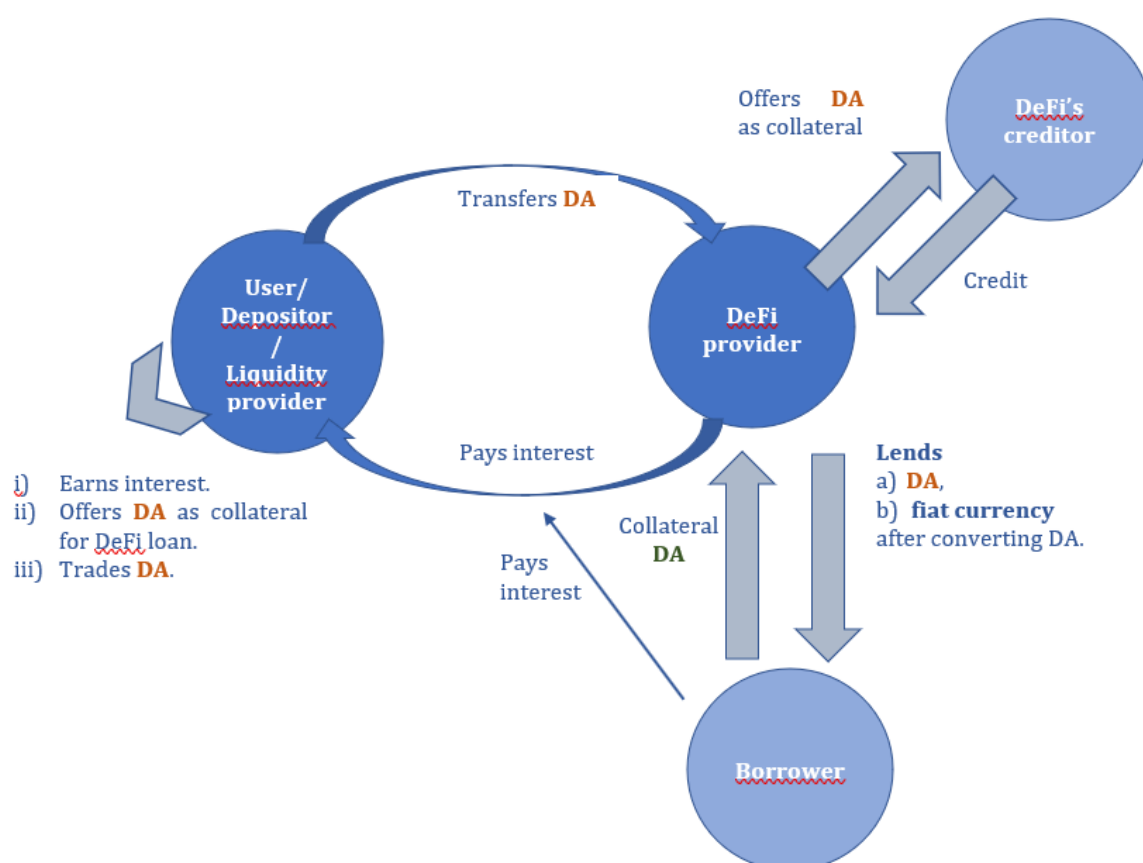 Offers DA
as collateral
DeFi's
creditor
Transfers DA
User/
Depositor
/
Liquidity
provider
DeFi
provider
Credit
Pays interest
i) Earns interest.
ii) Offers DA as collateral
for DeFi loan.
iii) Trades DA.
Collateral
DA
Lends
a) DA,
b) fiat currency
after converting DA.
Pays
interest
Borrower